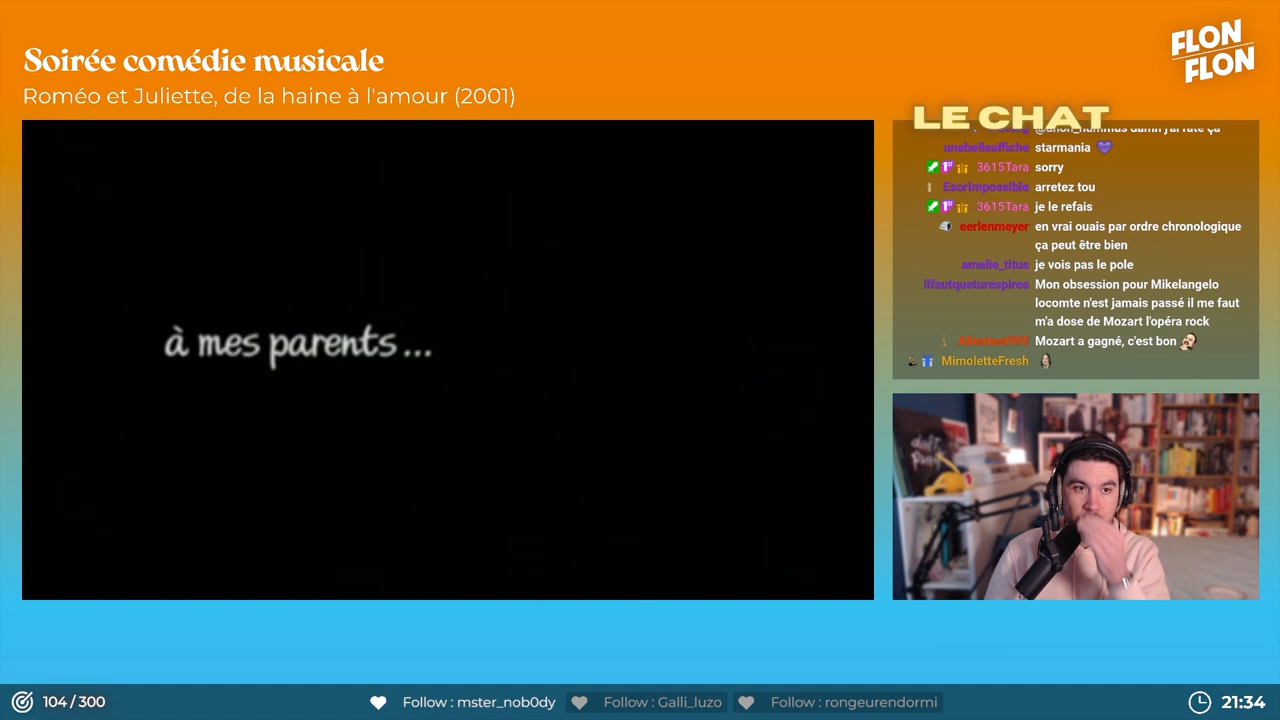 Soirée comédie musicale
Roméo et Juliette, de la haine à l'amour (2001)
FLON
FLON
LE CHAT
unebelleaffiche starmania
3615Tara sorry
EsorImpossible arretez tou
3615Tara je le refais
eerlenmeyer en vrai ouais par ordre chronologique
ça peut être bien
amelie_titus je vois pas le pole
ilfautqueturespires Mon obsession pour Mikelangelo
locomte n'est jamais passé il me faut
m'a dose de Mozart l'opéra rock
Mozart a gagné, c'est bon
MimoletteFresh
à mes parents...
104 / 300
Follow : mster_nob0dy
Follow : Galli_luzo
Follow : rongeurendormi
21:34